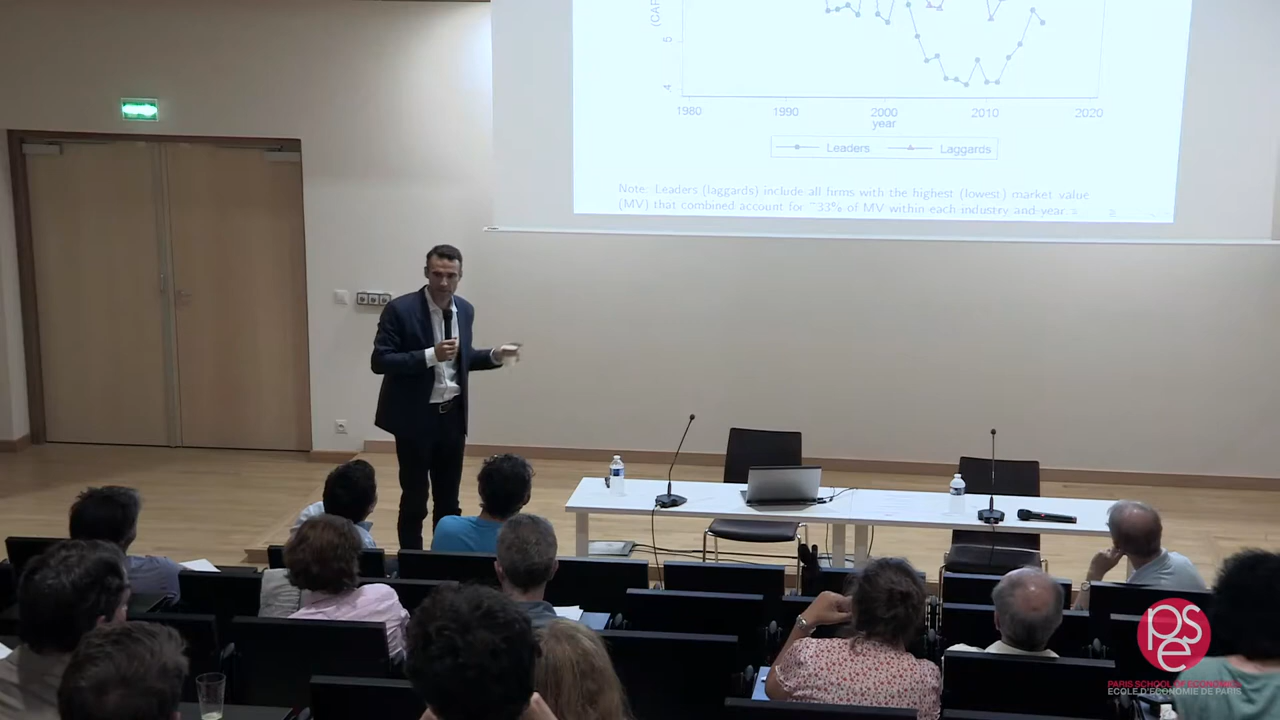 (CAP
5
4
1980 1990 2000 2010 2020
year
Leaders Laggards
Note: Leaders (laggards) include all firms with the highest (lowest) market value
(MV) that combined account for ~33% of MV within each industry and year.
pse
PARIS SCHOOL OF ECONOMICS
ECOLE D'ECONOMIE DE PARIS